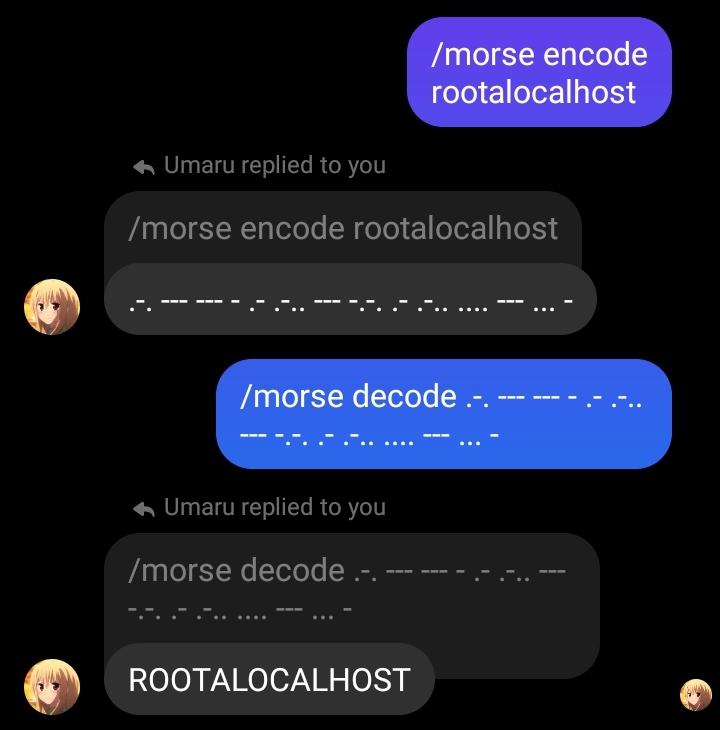 /morse encode
rootalocalhost
Umaru replied to you
/morse encode rootalocalhost
.-. --- --- - .- .-.. --- -.-. .- .-.. .... --- ... -
/morse decode .-. --- --- - .- .-..
--- -.-. .- .-.. .... --- ... -
Umaru replied to you
/morse decode .-. --- --- - .- .-.. ---
-.-. .- .-.. .... --- ... -
ROOTALOCALHOST